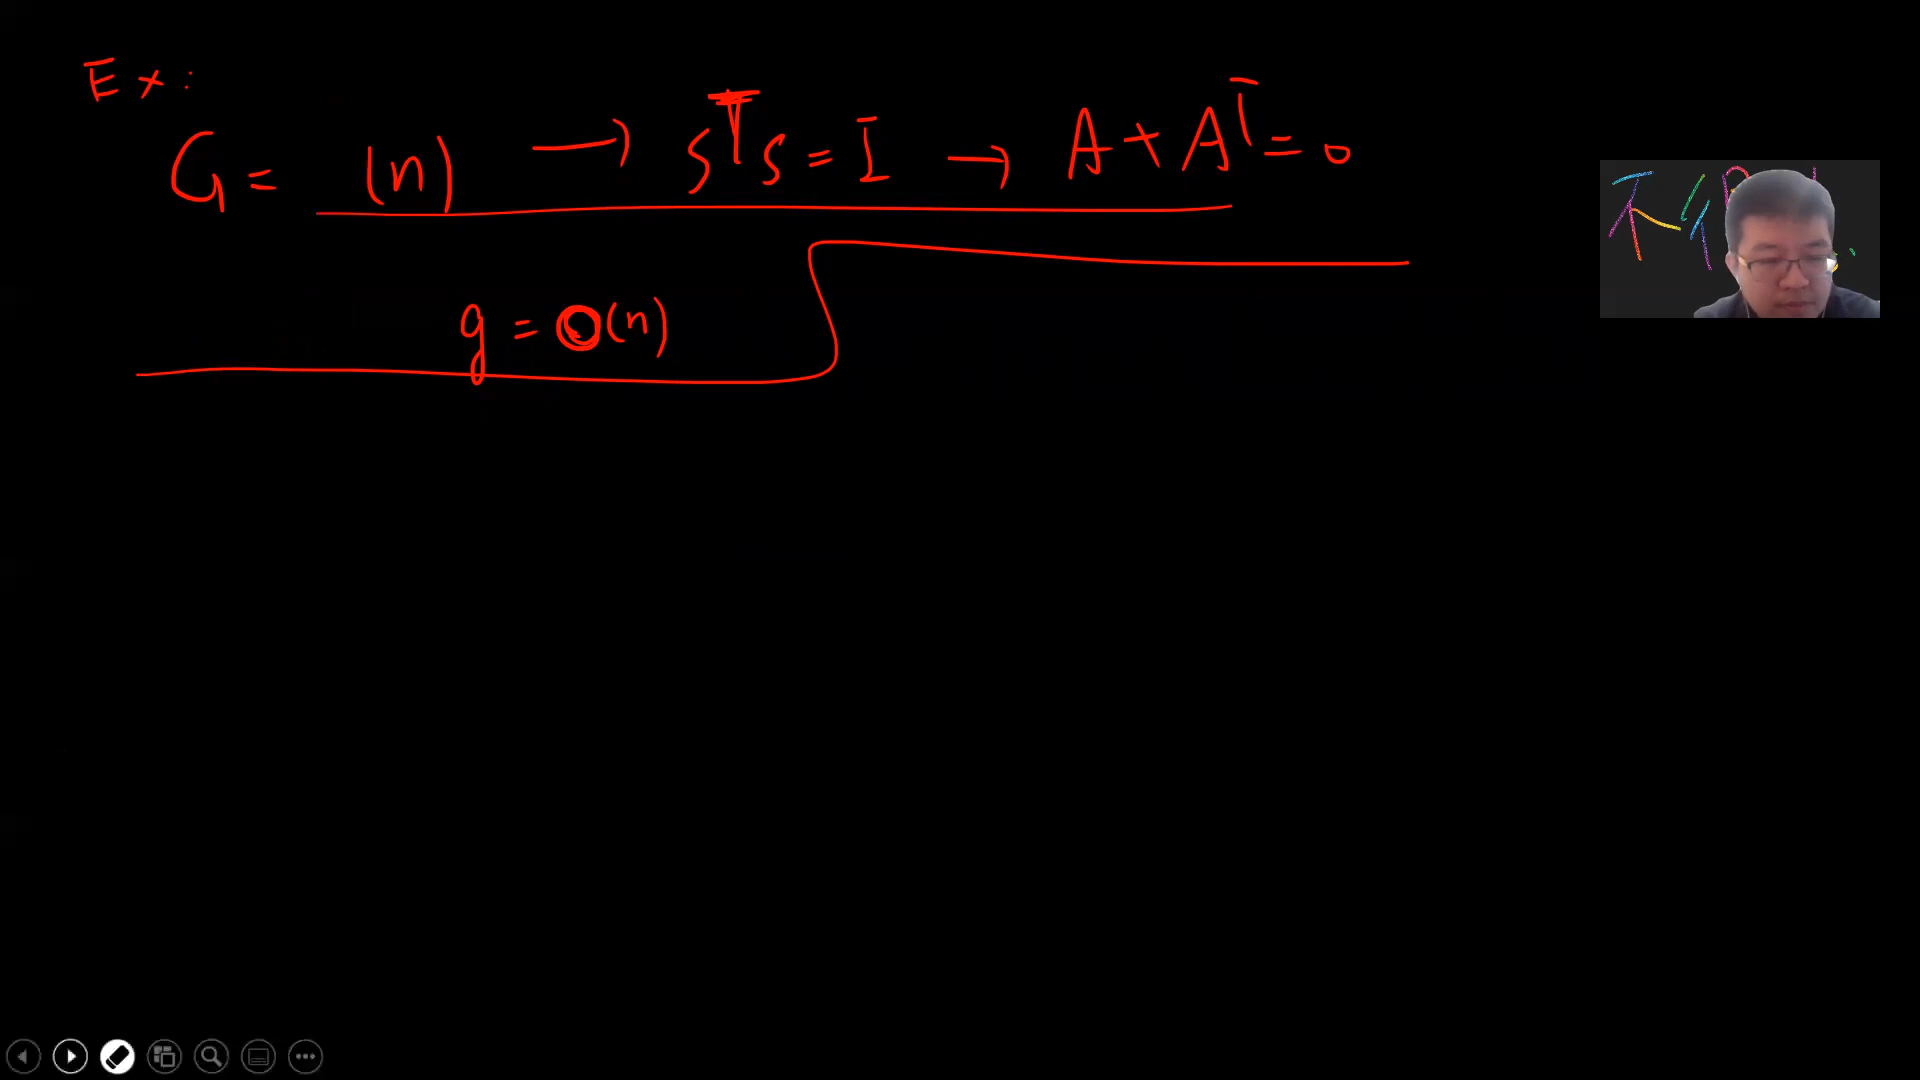 Ex:
G = (n) → SᵀS = I → A + Aᵀ = 0
g = O(n)